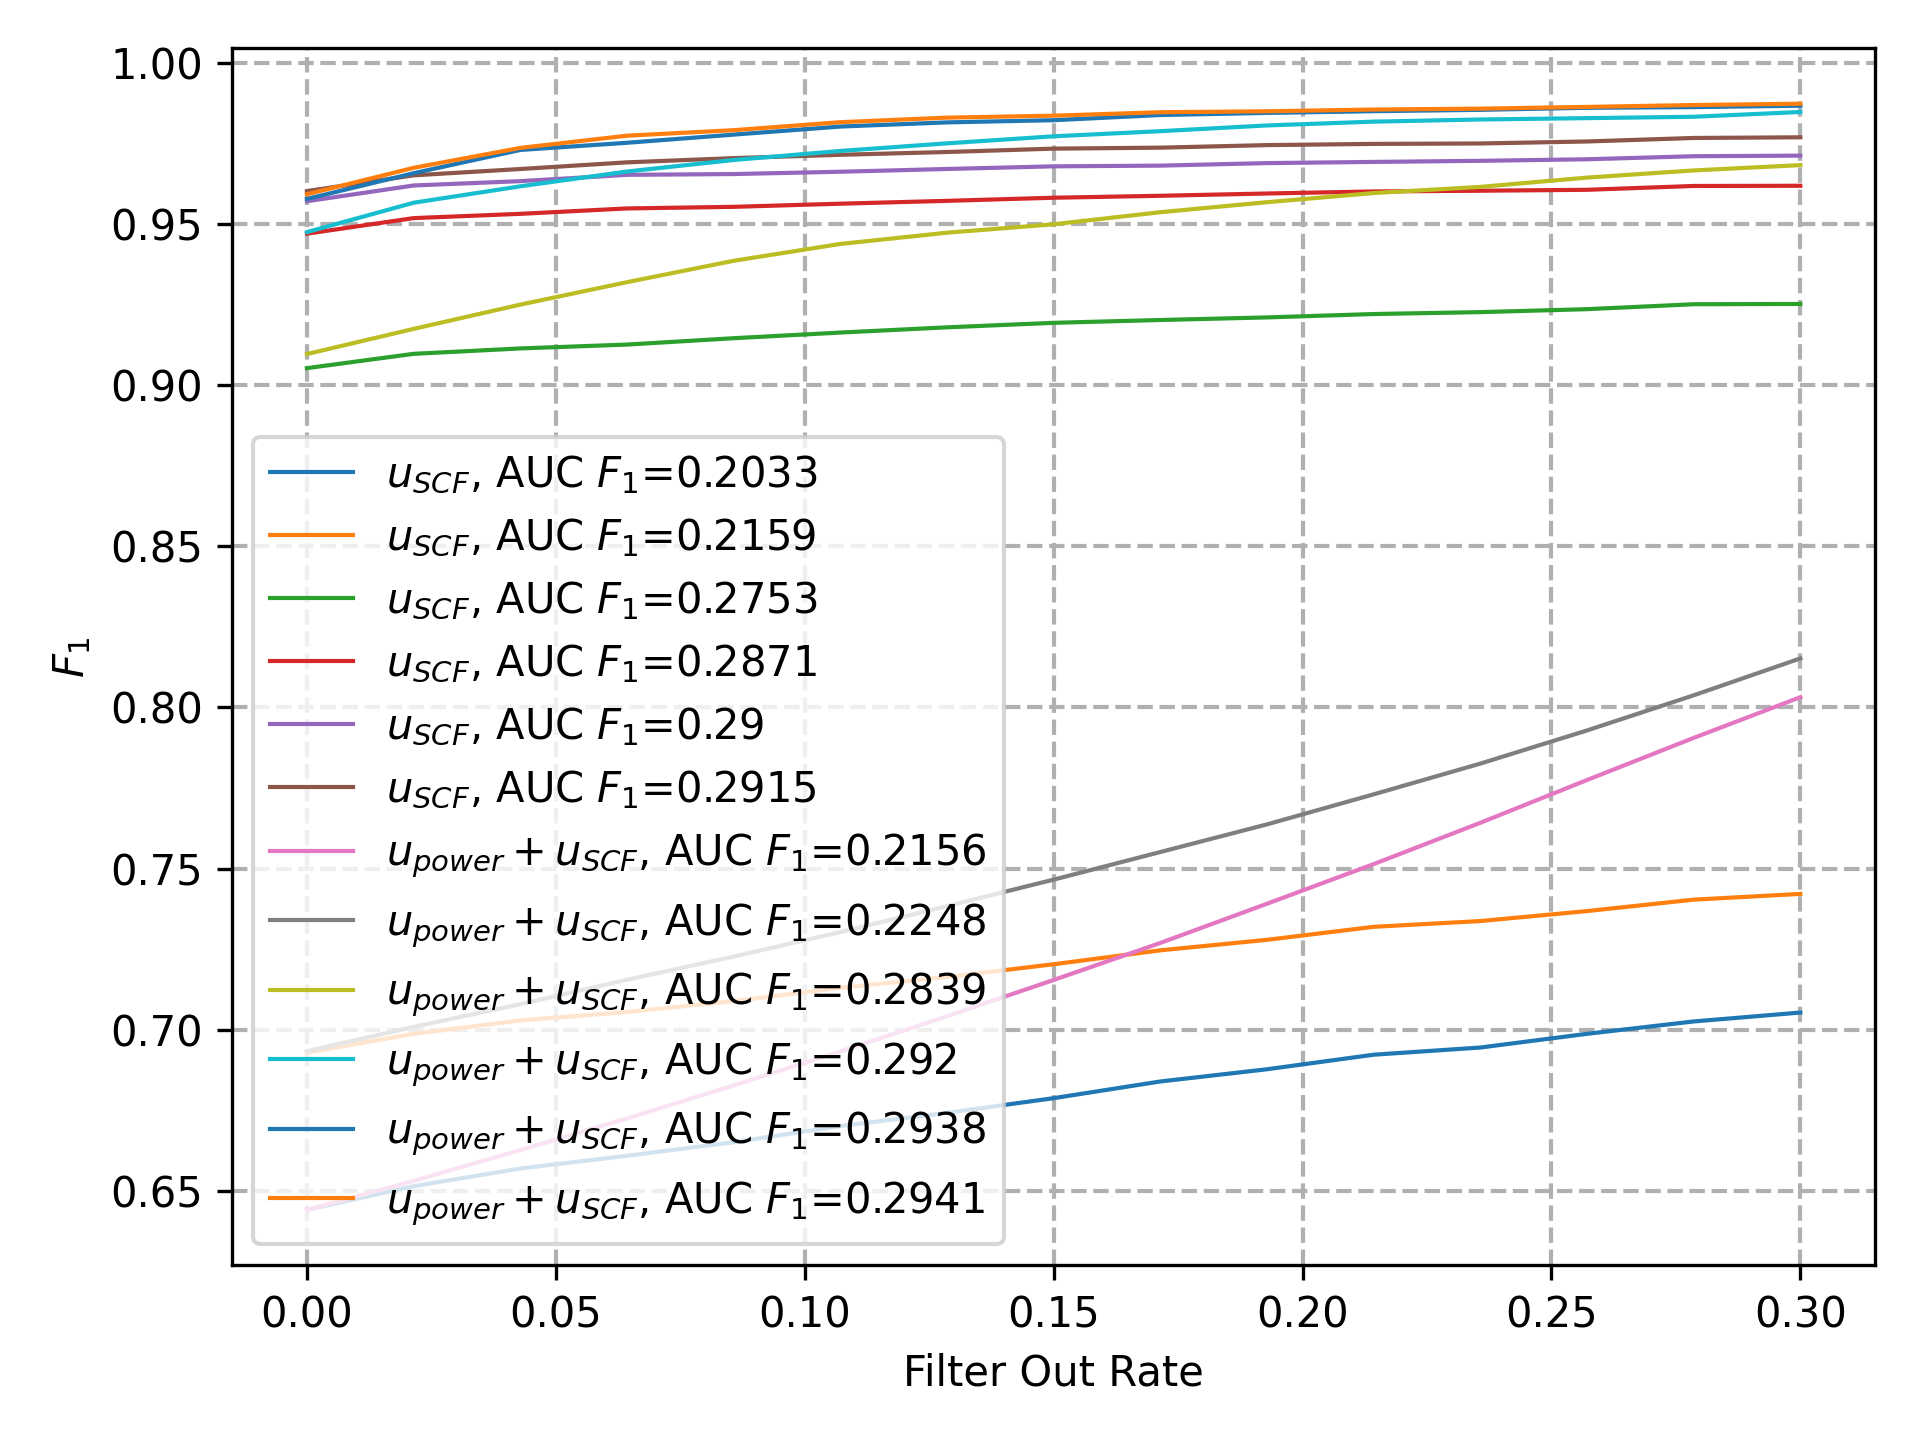 1.00
0.95
0.90
0.85
0.80
0.75
0.70
0.65
F1
u_SCF, AUC F1=0.2033
u_SCF, AUC F1=0.2159
u_SCF, AUC F1=0.2753
u_SCF, AUC F1=0.2871
u_SCF, AUC F1=0.29
u_SCF, AUC F1=0.2915
u_power + u_SCF, AUC F1=0.2156
u_power + u_SCF, AUC F1=0.2248
u_power + u_SCF, AUC F1=0.2839
u_power + u_SCF, AUC F1=0.292
u_power + u_SCF, AUC F1=0.2938
u_power + u_SCF, AUC F1=0.2941
0.00 0.05 0.10 0.15 0.20 0.25 0.30
Filter Out Rate